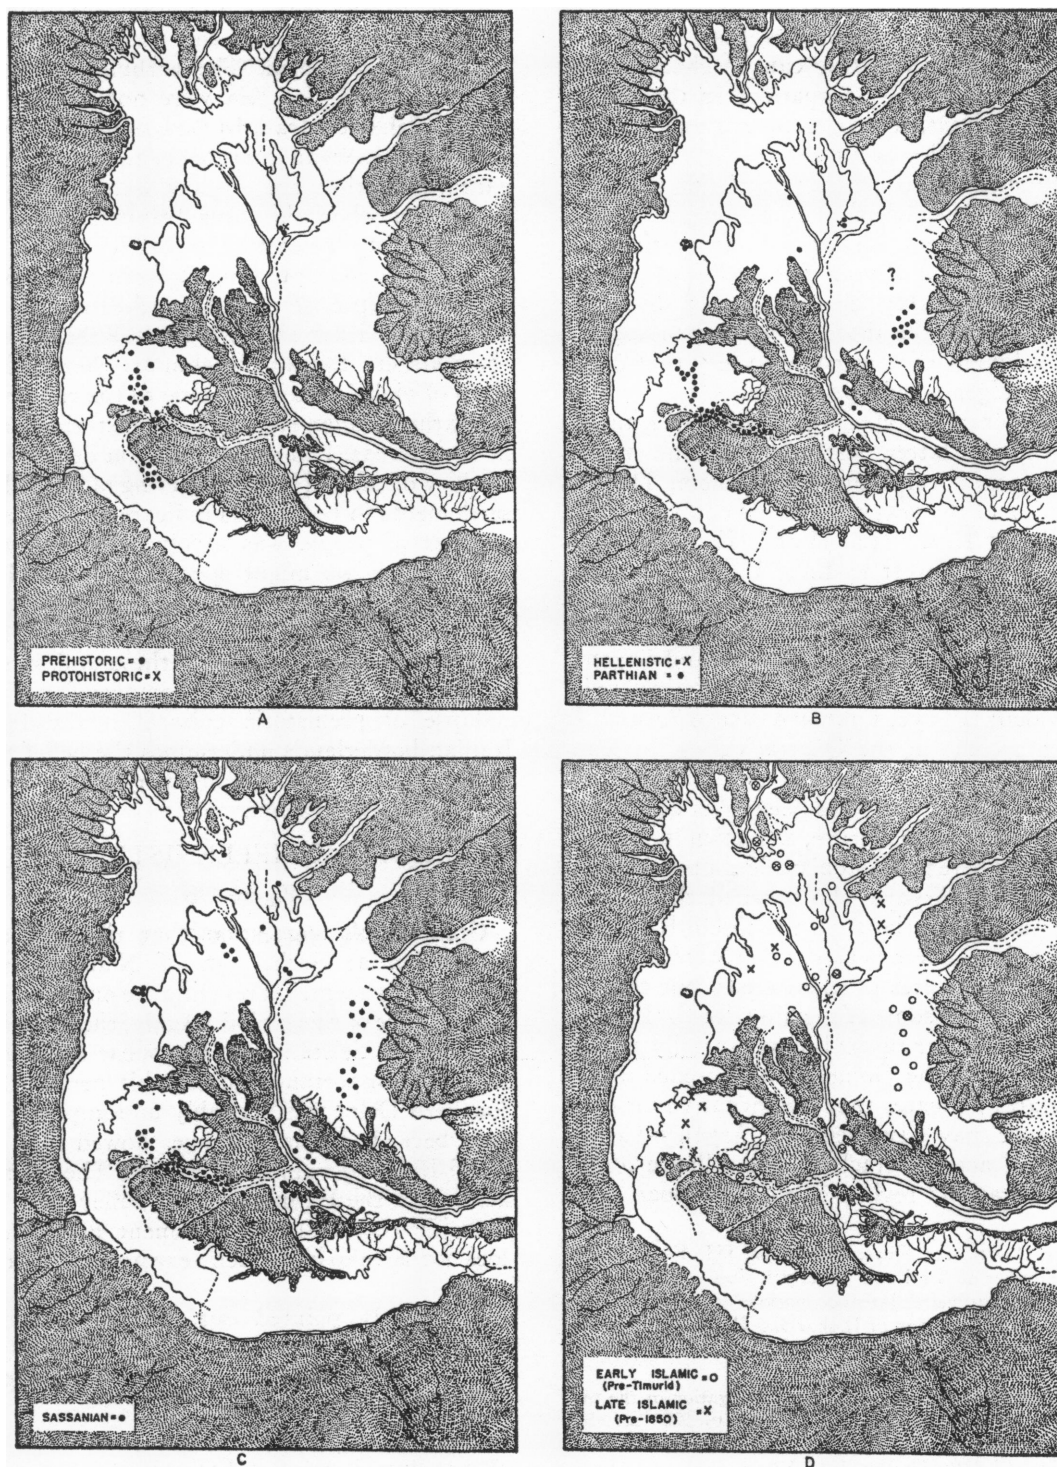 PREHISTORIC = ●
PROTOHISTORIC = X
A
?
HELLENISTIC = X
PARTHIAN = ●
B
SASSANIAN = ●
C
EARLY ISLAMIC = O
(Pre-Timurid)
LATE ISLAMIC = X
(Pre-1850)
D